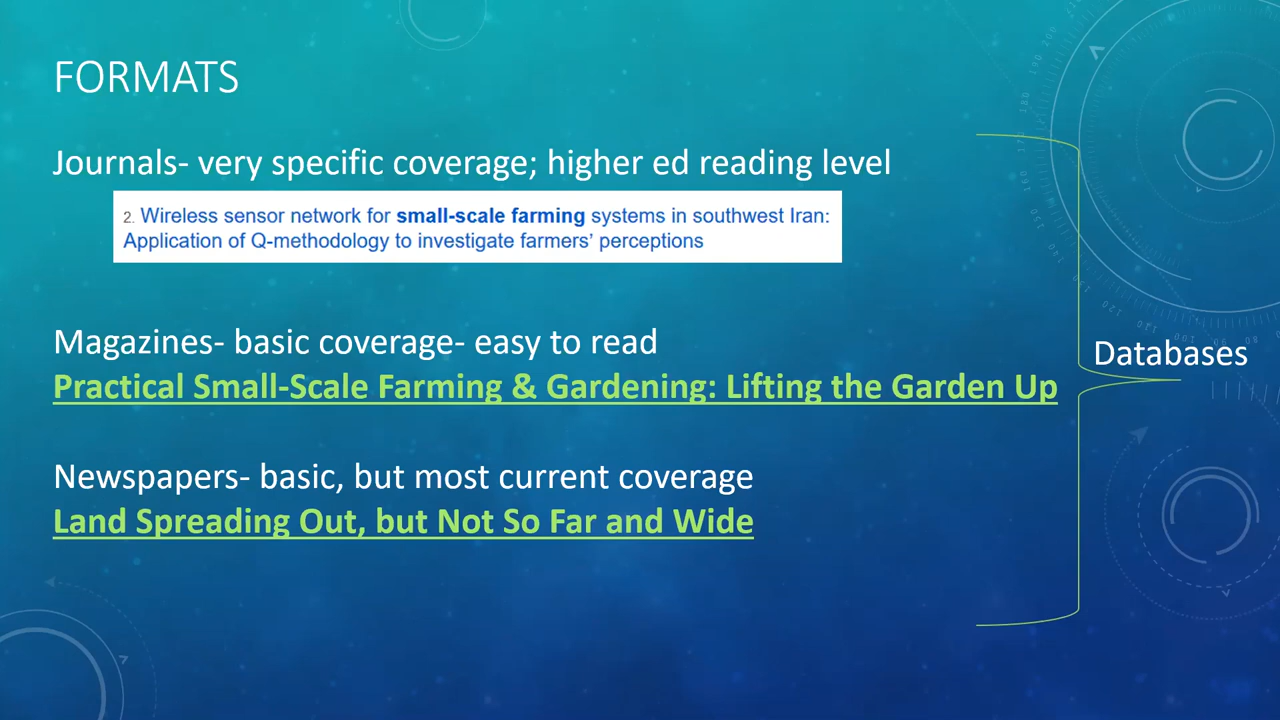 FORMATS
Journals- very specific coverage; higher ed reading level
2. Wireless sensor network for small-scale farming systems in southwest Iran:
Application of Q-methodology to investigate farmers’ perceptions
Magazines- basic coverage- easy to read
Practical Small-Scale Farming & Gardening: Lifting the Garden Up
Databases
Newspapers- basic, but most current coverage
Land Spreading Out, but Not So Far and Wide